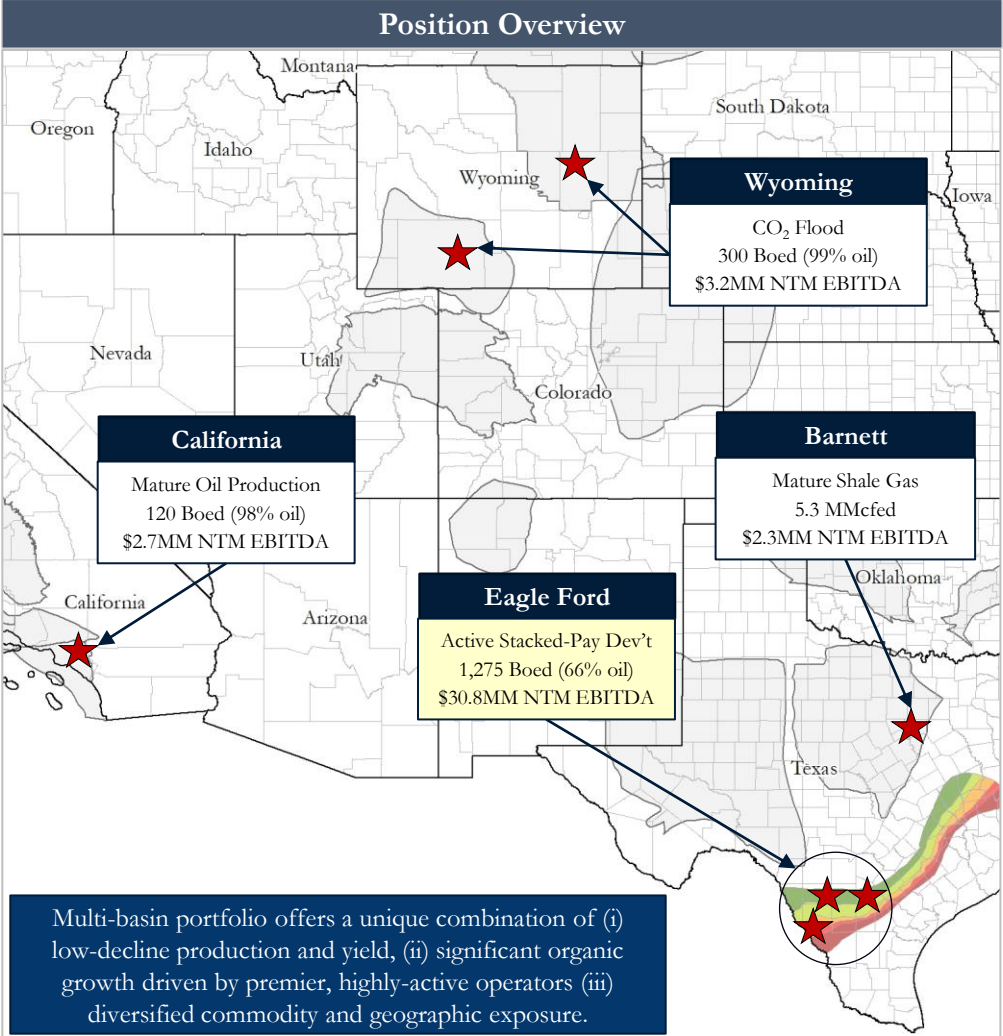 Position Overview
Montana
Oregon
Idaho
South Dakota
Wyoming
Iowa
Wyoming
CO₂ Flood
300 Boed (99% oil)
$3.2MM NTM EBITDA
Nevada
Utah
Colorado
California
Mature Oil Production
120 Boed (98% oil)
$2.7MM NTM EBITDA
Barnett
Mature Shale Gas
5.3 MMcfed
$2.3MM NTM EBITDA
Eagle Ford
Active Stacked-Pay Dev’t
1,275 Boed (66% oil)
$30.8MM NTM EBITDA
California
Arizona
Oklahoma
Texas
Multi-basin portfolio offers a unique combination of (i)
low-decline production and yield, (ii) significant organic
growth driven by premier, highly-active operators (iii)
diversified commodity and geographic exposure.